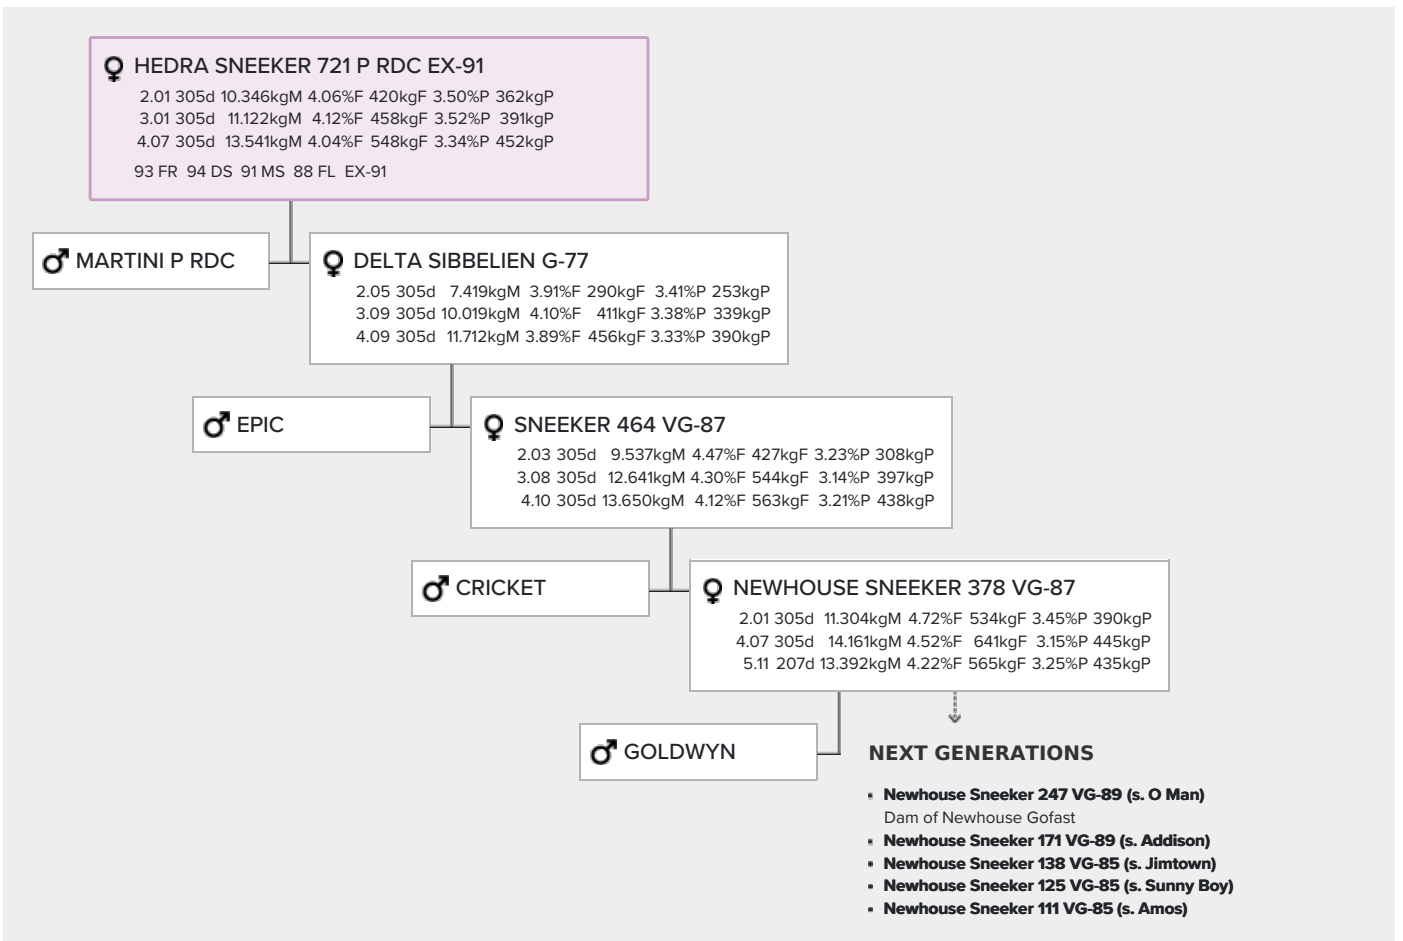 HEDRA SNEEKER 721 P RDC EX-91
2.01 305d 10.346kgM 4.06%F 420kgF 3.50%P 362kgP
3.01 305d 11.122kgM 4.12%F 458kgF 3.52%P 391kgP
4.07 305d 13.541kgM 4.04%F 548kgF 3.34%P 452kgP
93 FR 94 DS 91 MS 88 FL EX-91
MARTINI P RDC
DELTA SIBBELIEN G-77
2.05 305d 7.419kgM 3.91%F 290kgF 3.41%P 253kgP
3.09 305d 10.019kgM 4.10%F 411kgF 3.38%P 339kgP
4.09 305d 11.712kgM 3.89%F 456kgF 3.33%P 390kgP
EPIC
SNEEKER 464 VG-87
2.03 305d 9.537kgM 4.47%F 427kgF 3.23%P 308kgP
3.08 305d 12.641kgM 4.30%F 544kgF 3.14%P 397kgP
4.10 305d 13.650kgM 4.12%F 563kgF 3.21%P 438kgP
CRICKET
NEWHOUSE SNEEKER 378 VG-87
2.01 305d 11.304kgM 4.72%F 534kgF 3.45%P 390kgP
4.07 305d 14.161kgM 4.52%F 641kgF 3.15%P 445kgP
5.11 207d 13.392kgM 4.22%F 565kgF 3.25%P 435kgP
GOLDWYN
NEXT GENERATIONS
Newhouse Sneeker 247 VG-89 (s. O Man)
Dam of Newhouse Gofast
Newhouse Sneeker 171 VG-89 (s. Addison)
Newhouse Sneeker 138 VG-85 (s. Jimtown)
Newhouse Sneeker 125 VG-85 (s. Sunny Boy)
Newhouse Sneeker 111 VG-85 (s. Amos)